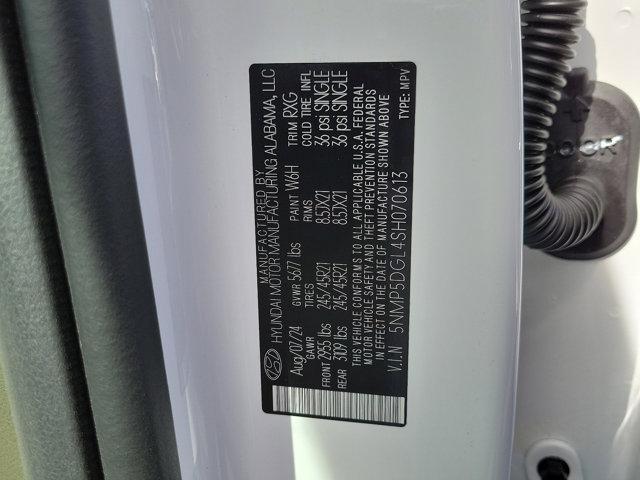 MANUFACTURED BY
HYUNDAI MOTOR MANUFACTURING ALABAMA, LLC
Aug/07/24 GVWR 5677 lbs PAINT W6H TRIM RXG
GAWR TIRES RIMS COLD TIRE INFL
FRONT 2955 lbs 245/45R21 8.5JX21 36 psi SINGLE
REAR 3109 lbs 245/45R21 8.5JX21 36 psi SINGLE
THIS VEHICLE CONFORMS TO ALL APPLICABLE U.S.A. FEDERAL
MOTOR VEHICLE SAFETY AND THEFT PREVENTION STANDARDS
IN EFFECT ON THE DATE OF MANUFACTURE SHOWN ABOVE
V.I.N 5NMP5DGL4SH070613 TYPE: MPV